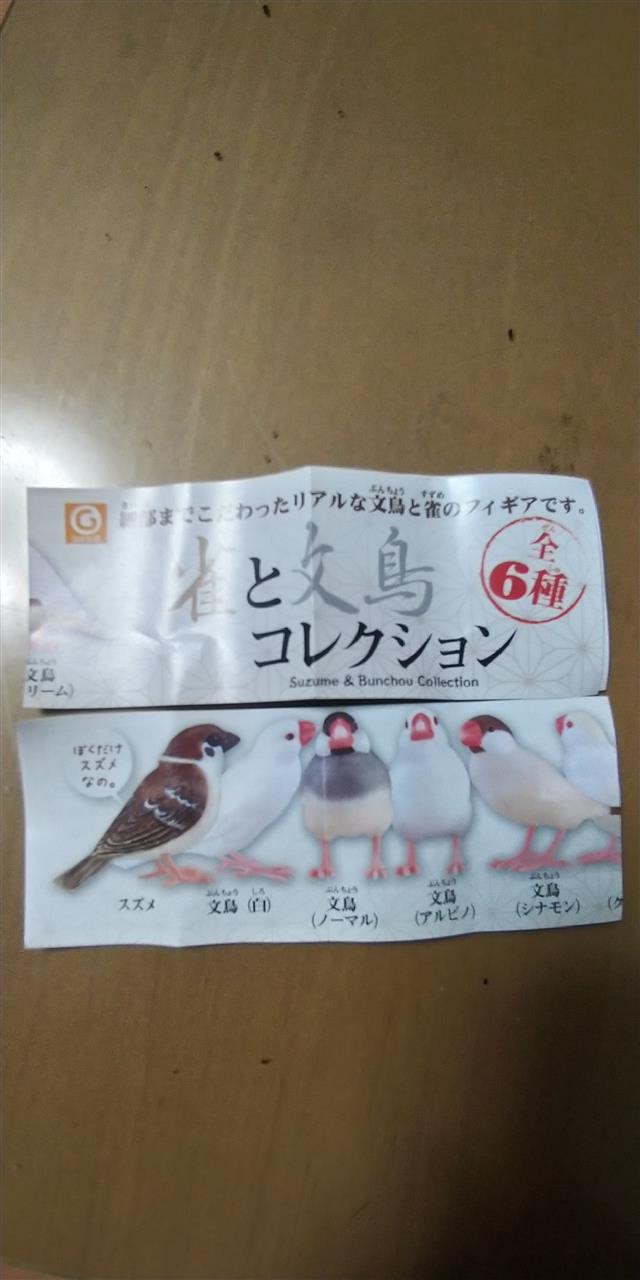 細部までこだわったリアルな文鳥と雀のフィギアです。
雀と文鳥
コレクション
Suzume & Bunchou Collection
全
6種
文鳥
リーム)
ぼくだけ
スズメ
なの。
スズメ
文鳥 (白)
文鳥
(ノーマル)
文鳥
(アルビノ)
文鳥
(シナモン)
(ク